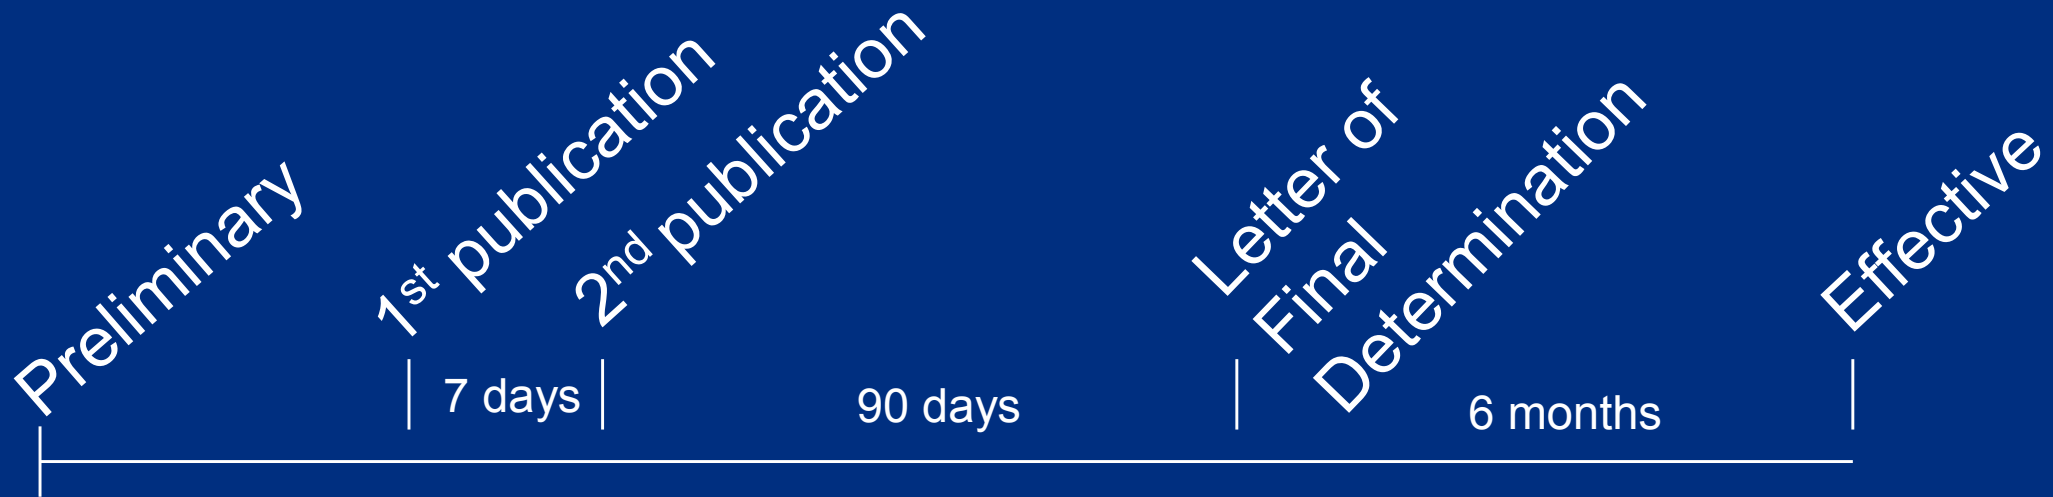 Preliminary
1st publication
2nd publication
Letter of
Final
Determination
Effective
7 days
90 days
6 months